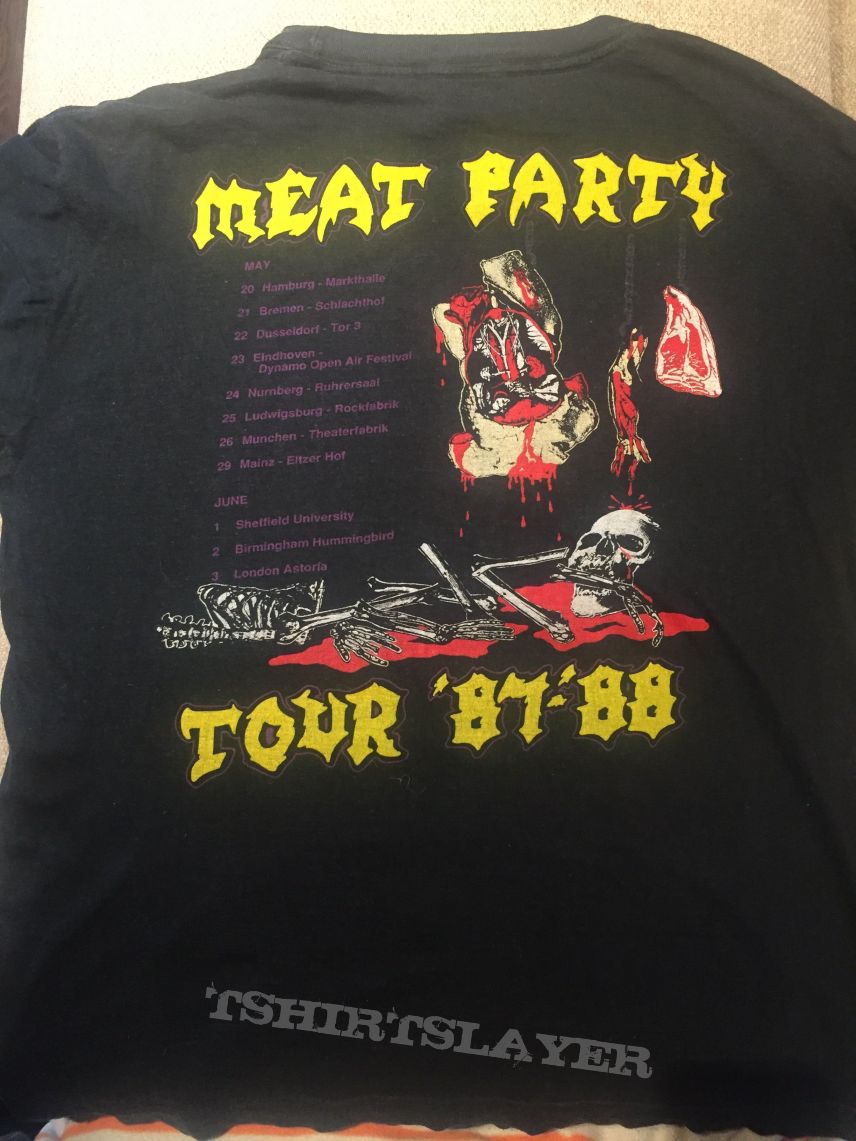 MEAT PARTY
MAY
20 Hamburg - Markthalle
21 Bremen - Schlachthof
22 Dusseldorf - Tor 3
23 Eindhoven -
Dynamo Open Air Festival
24 Nurnberg - Ruhrersaal
25 Ludwigsburg - Rockfabrik
26 Munchen - Theaterfabrik
29 Mainz - Eltzer Hof
JUNE
1 Sheffield University
2 Birmingham Hummingbird
3 London Astoria
TOUR '87-'88
TSHIRTSLAYER